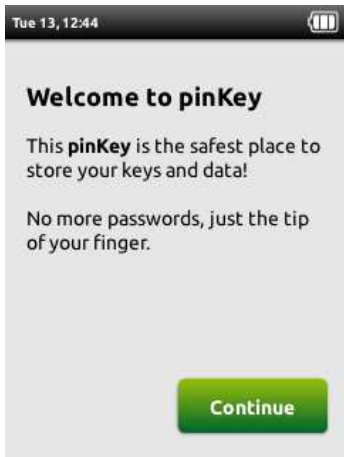 Tue 13, 12:44
Welcome to pinKey
This pinKey is the safest place to
store your keys and data!
No more passwords, just the tip
of your finger.
Continue